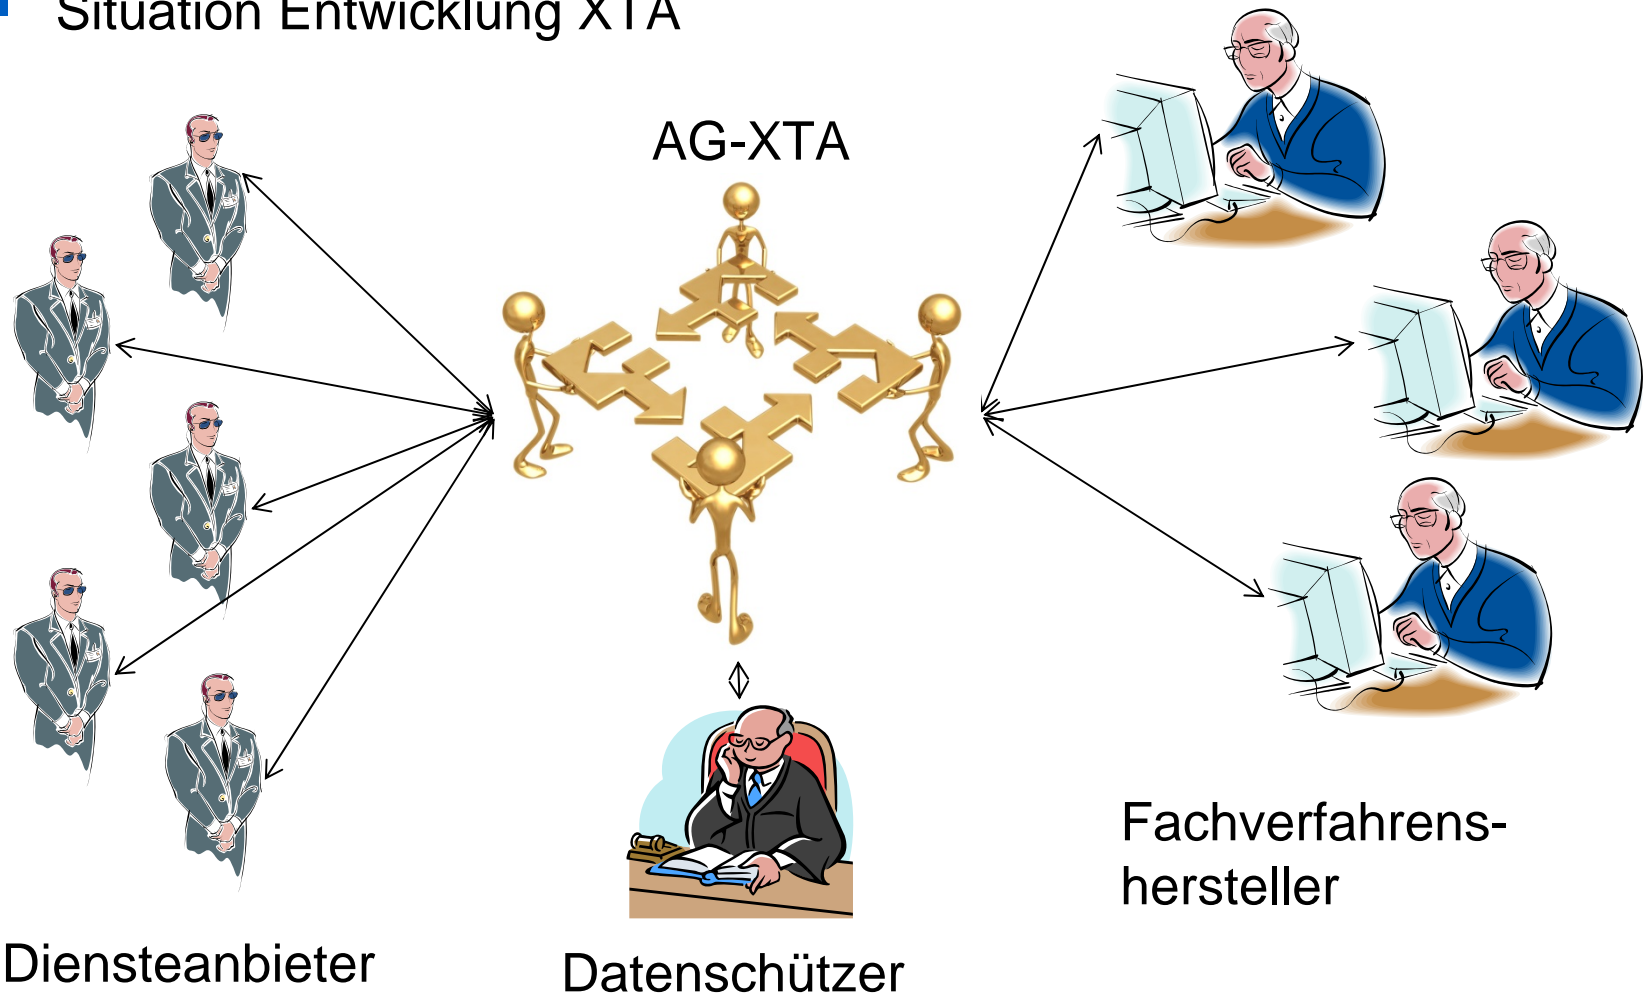 Situation Entwicklung XTA
AG-XTA
Fachverfahrens-
hersteller
Diensteanbieter
Datenschützer